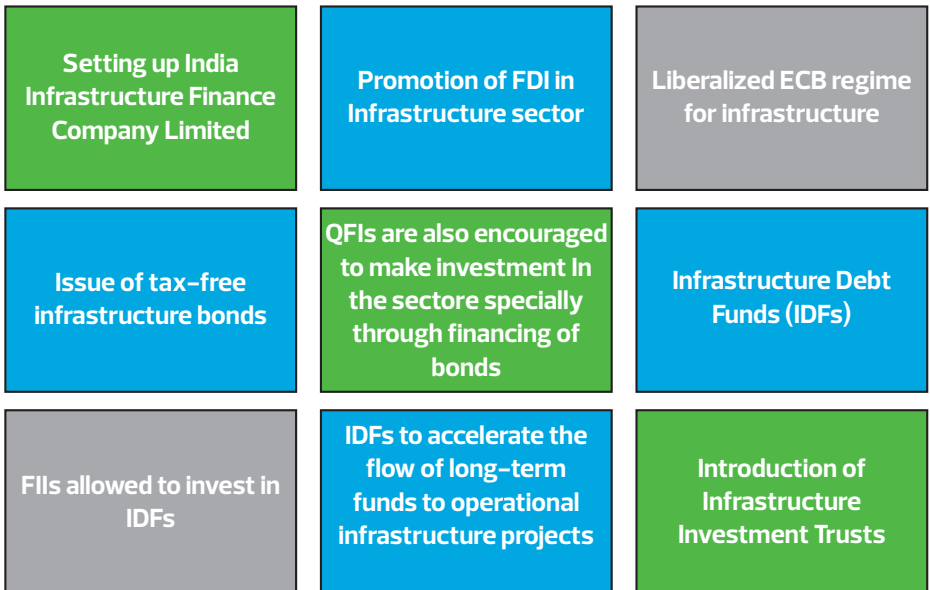 Setting up India
Infrastructure Finance
Company Limited
Promotion of FDI in
Infrastructure sector
Liberalized ECB regime
for infrastructure
Issue of tax-free
infrastructure bonds
QFIs are also encouraged
to make investment In
the sectore specially
through financing of
bonds
Infrastructure Debt
Funds (IDFs)
FIIs allowed to invest in
IDFs
IDFs to accelerate the
flow of long-term
funds to operational
infrastructure projects
Introduction of
Infrastructure
Investment Trusts